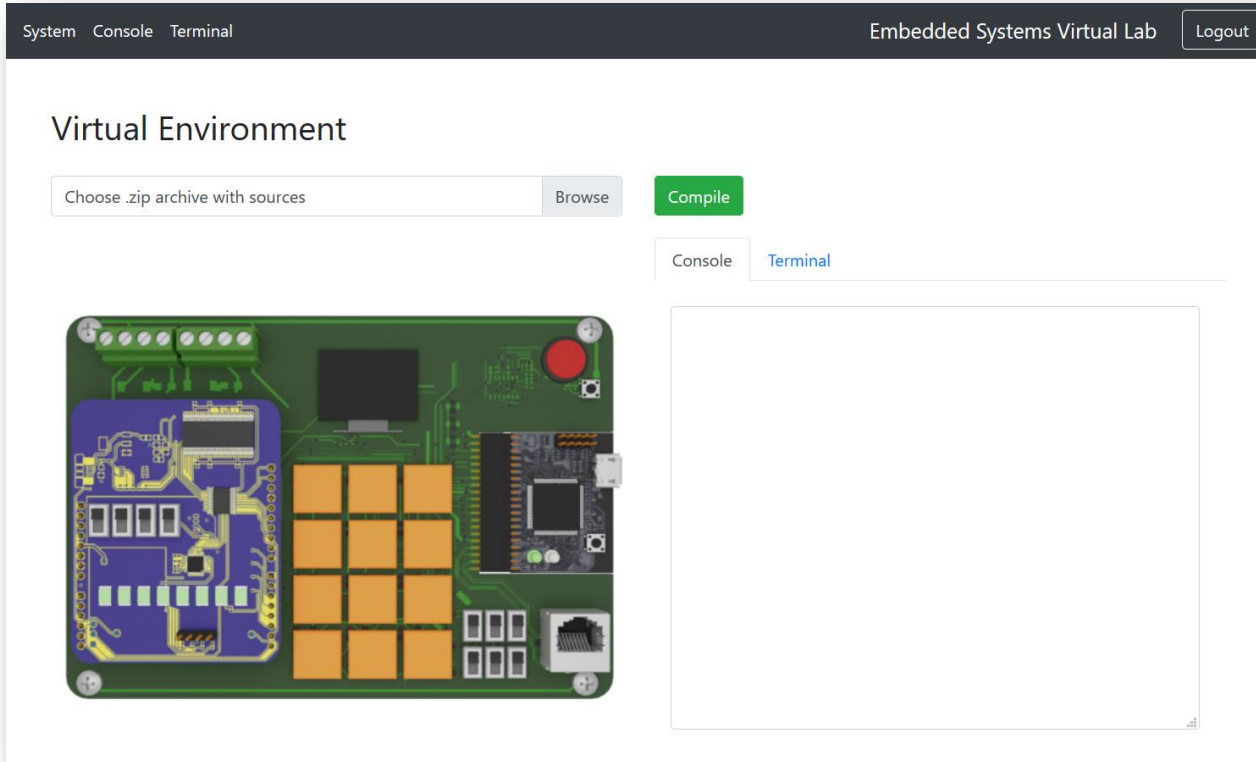 System Console Terminal Embedded Systems Virtual Lab Logout
Virtual Environment
Choose .zip archive with sources Browse Compile
Console Terminal